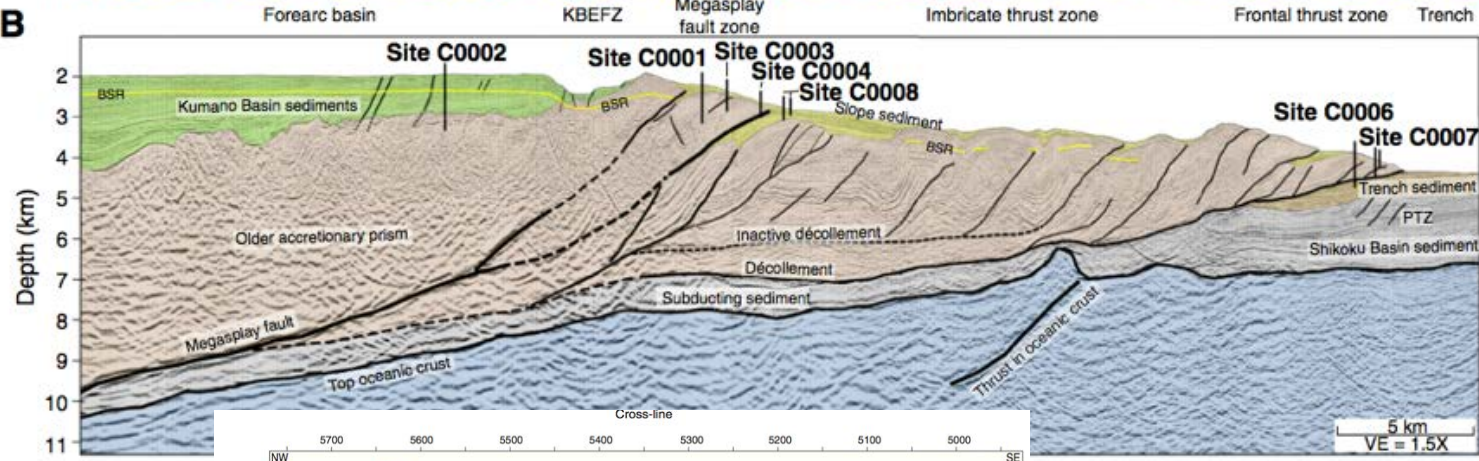 B
Forearc basin
KBEFZ
Megasplay
fault zone
Imbricate thrust zone
Frontal thrust zone
Trench
Site C0002
Site C0001
Site C0003
Site C0004
Site C0008
Site C0006
Site C0007
BSR
Kumano Basin sediments
BSR
Slope sediment
BSR
Trench sediment
PTZ
Shikoku Basin sediment
Older accretionary prism
Inactive décollement
Décollement
Subducting sediment
Megasplay fault
Top oceanic crust
Thrust in oceanic crust
Depth (km)
2
3
4
5
6
7
8
9
10
11
Cross-line
5700 5600 5500 5400 5300 5200 5100 5000
NW SE
5 km
VE = 1.5X